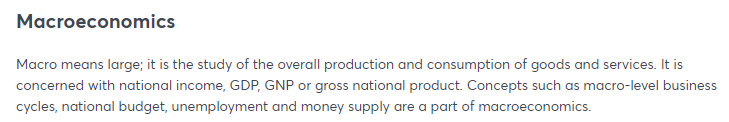 Macroeconomics
Macro means large; it is the study of the overall production and consumption of goods and services. It is
concerned with national income, GDP, GNP or gross national product. Concepts such as macro-level business
cycles, national budget, unemployment and money supply are a part of macroeconomics.